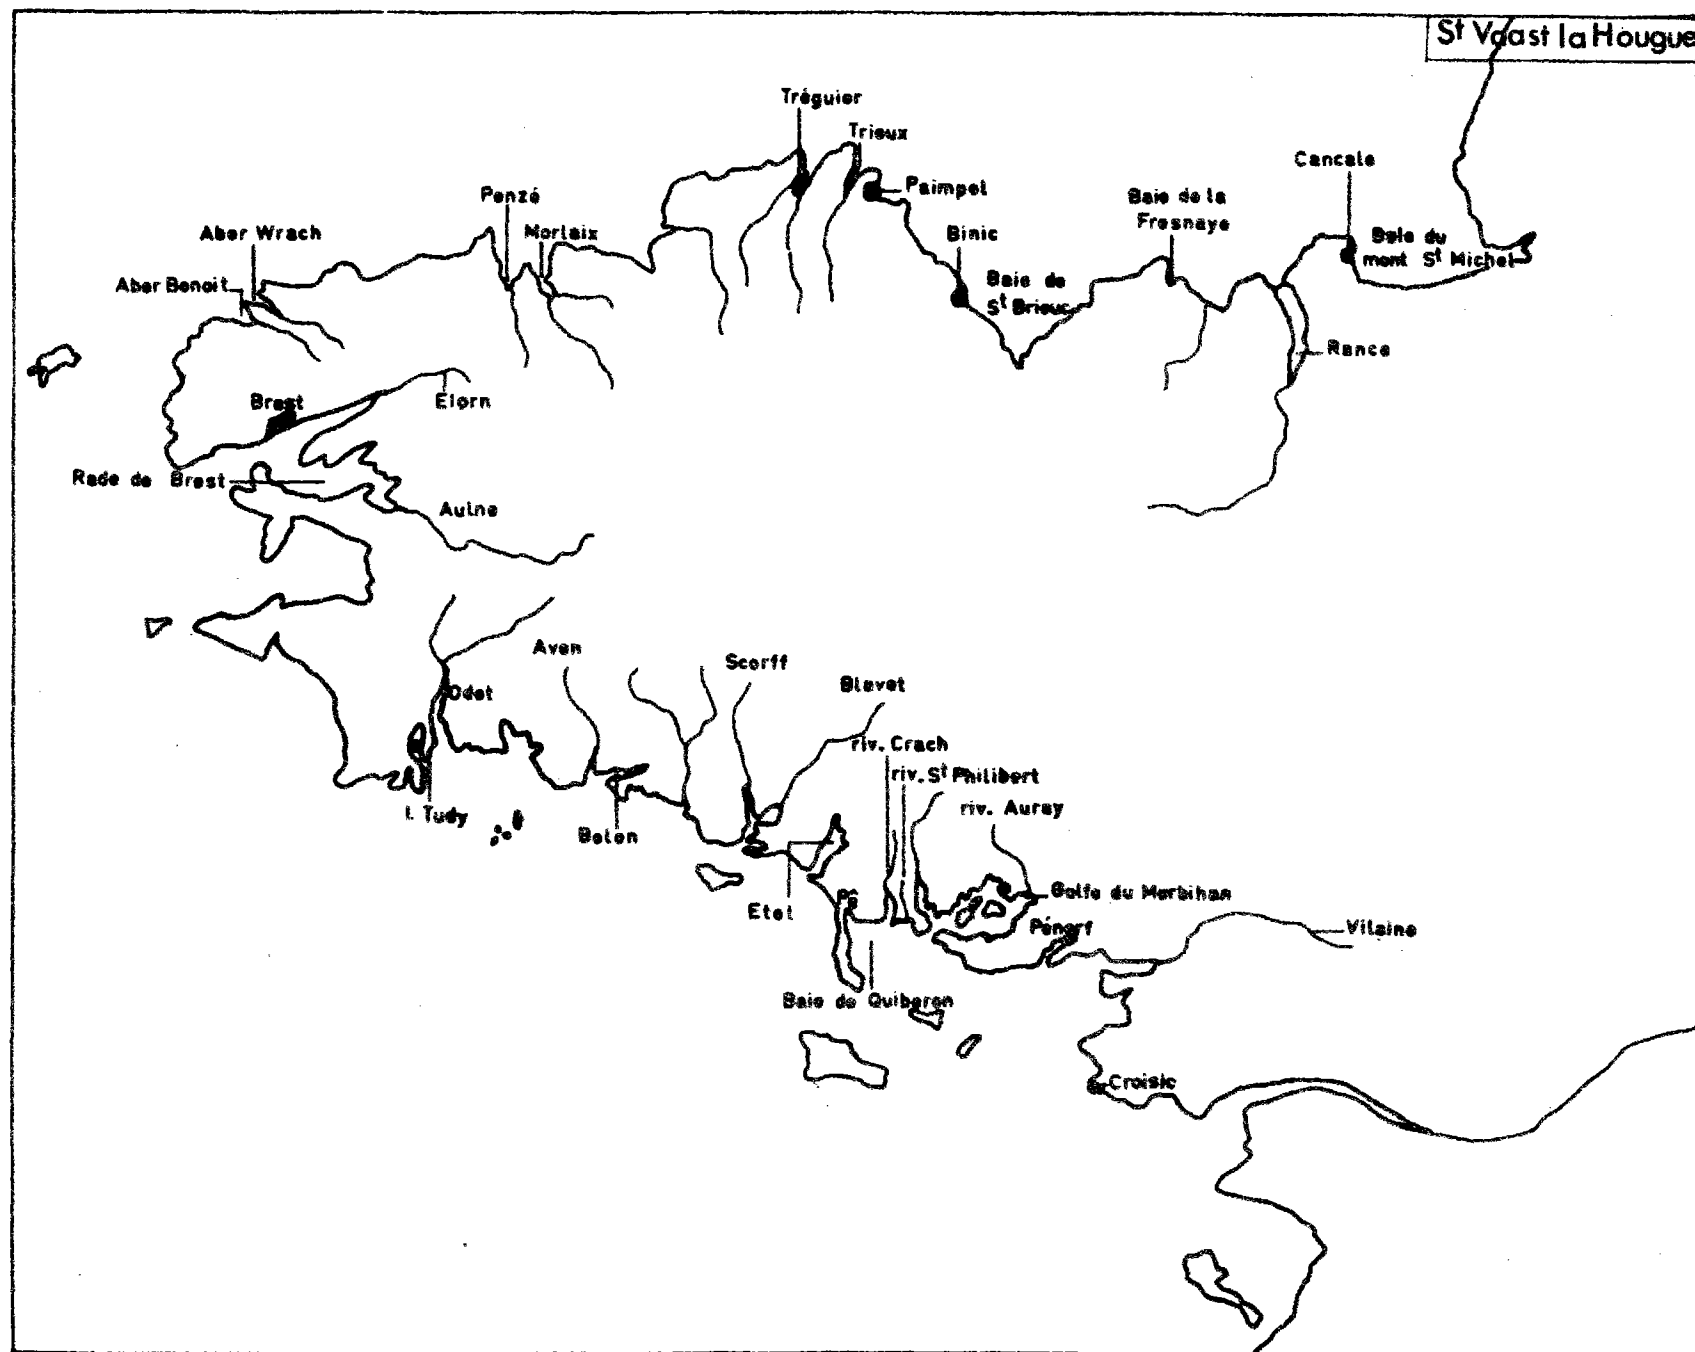 St Vaast la Hougue
Tréguier
Trieux
Cancale
Penzé
Paimpol
Baie de la
Fresnaye
Aber Wrach
Morlaix
Binic
Baie du
mont St Michel
Aber Benoit
Baie de
St Brieuc
Rance
Brest
Elorn
Rade de Brest
Aulne
Aven
Scorff
Odet
Blavet
riv. Crach
riv. St Philibert
riv. Auray
I. Tudy
Belon
Golfe du Morbihan
Etel
Pénerf
Vilaine
Baie de Quiberon
Croisic